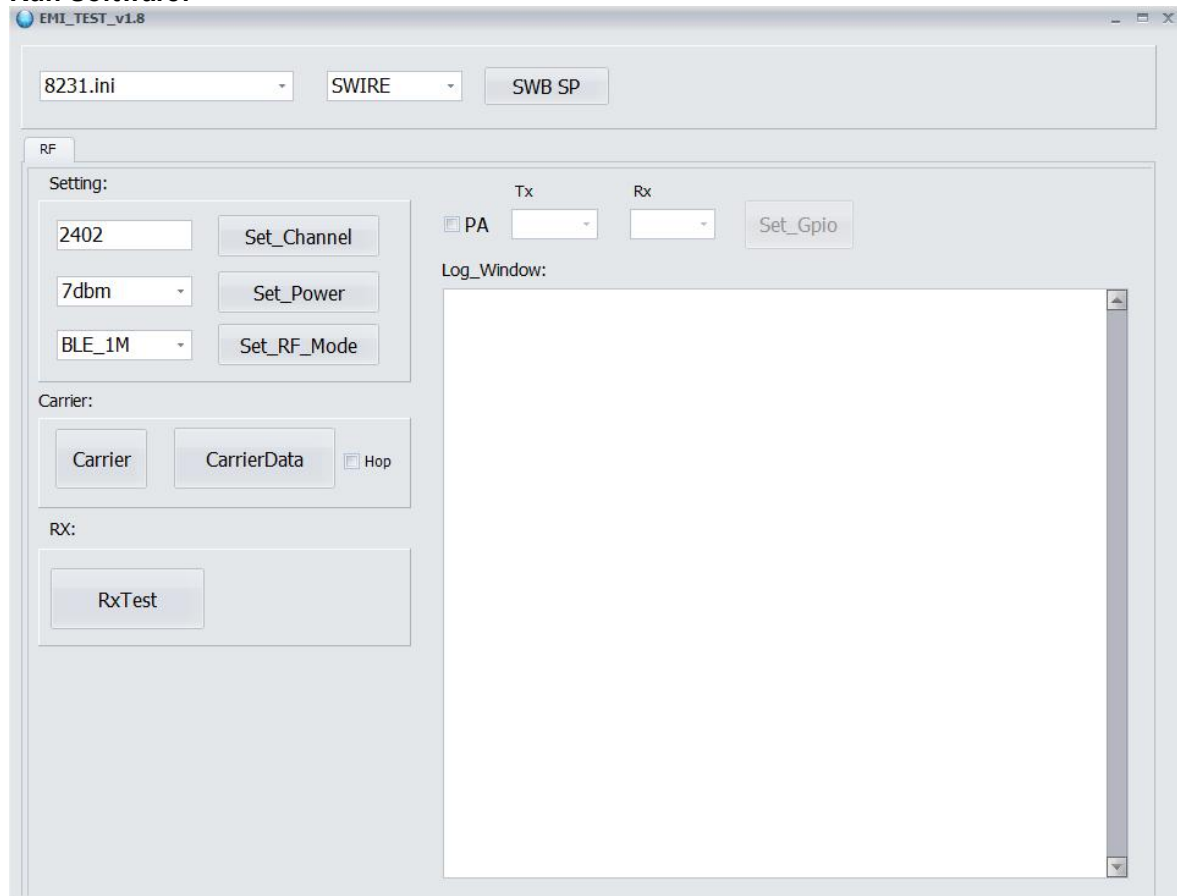 Run Software:
EMI_TEST_v1.8
8231.ini SWIRE SWB SP
RF
Setting:
Tx Rx
2402 Set_Channel PA Set_Gpio
Log_Window:
7dbm Set_Power
BLE_1M Set_RF_Mode
Carrier:
Carrier CarrierData Hop
RX:
RxTest